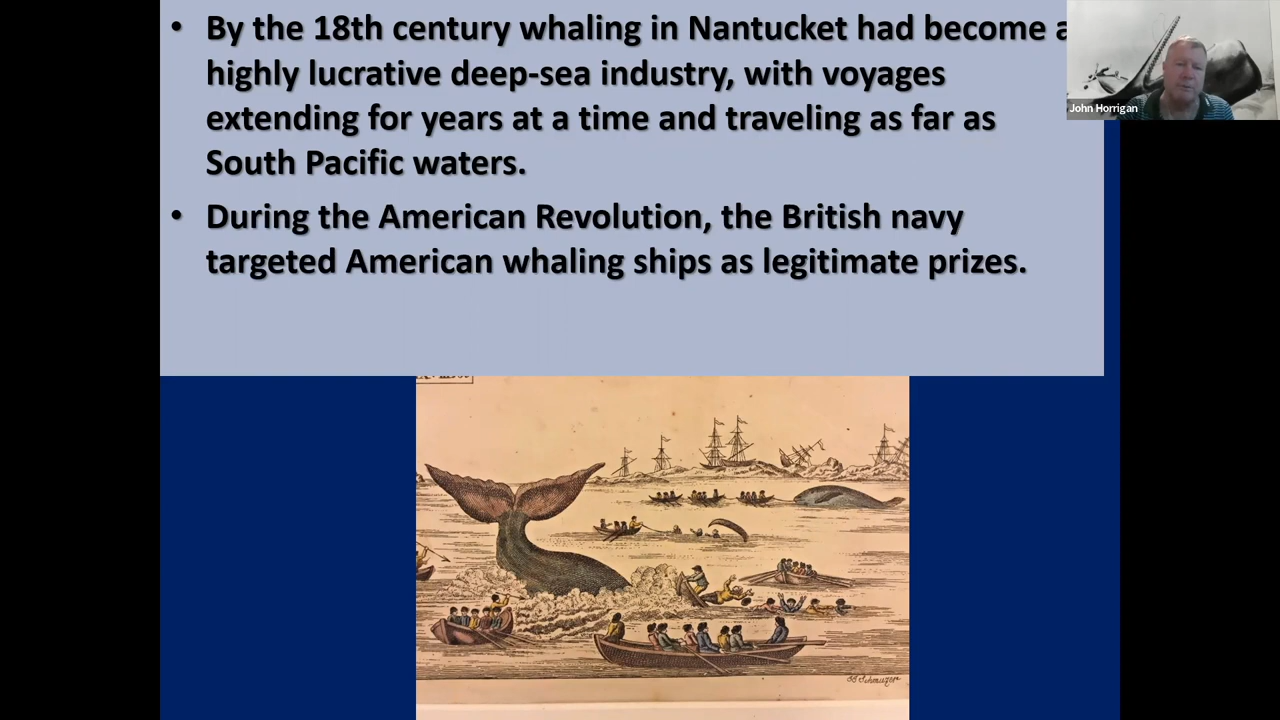 • By the 18th century whaling in Nantucket had become a
highly lucrative deep-sea industry, with voyages
extending for years at a time and traveling as far as
South Pacific waters.
• During the American Revolution, the British navy
targeted American whaling ships as legitimate prizes.
John Horrigan